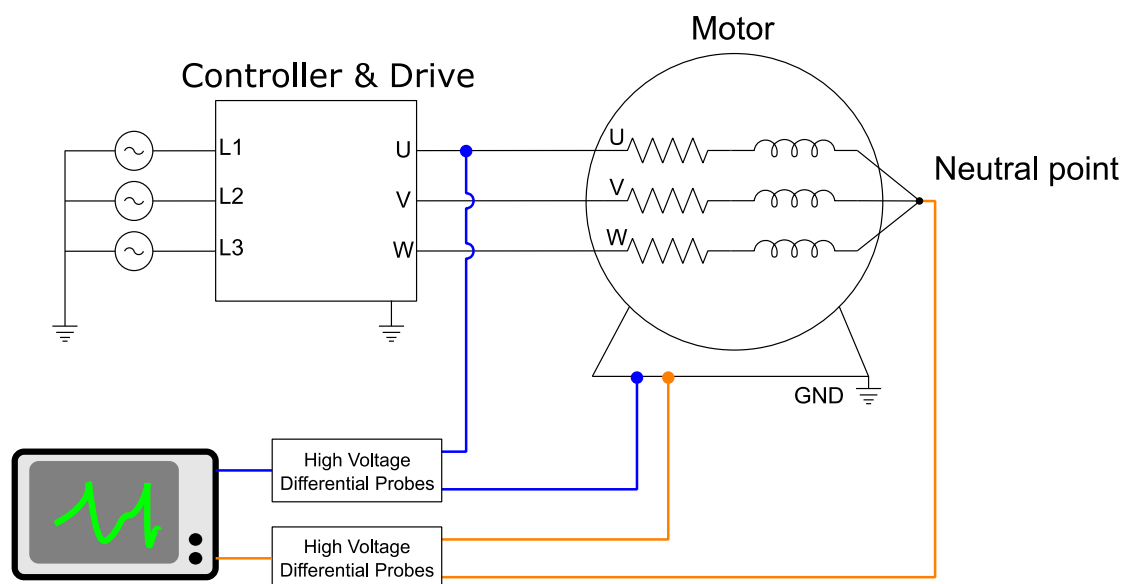 Motor
Controller & Drive
L1
U
U
L2
V
V
L3
W
W
Neutral point
GND
High Voltage
Differential Probes
High Voltage
Differential Probes